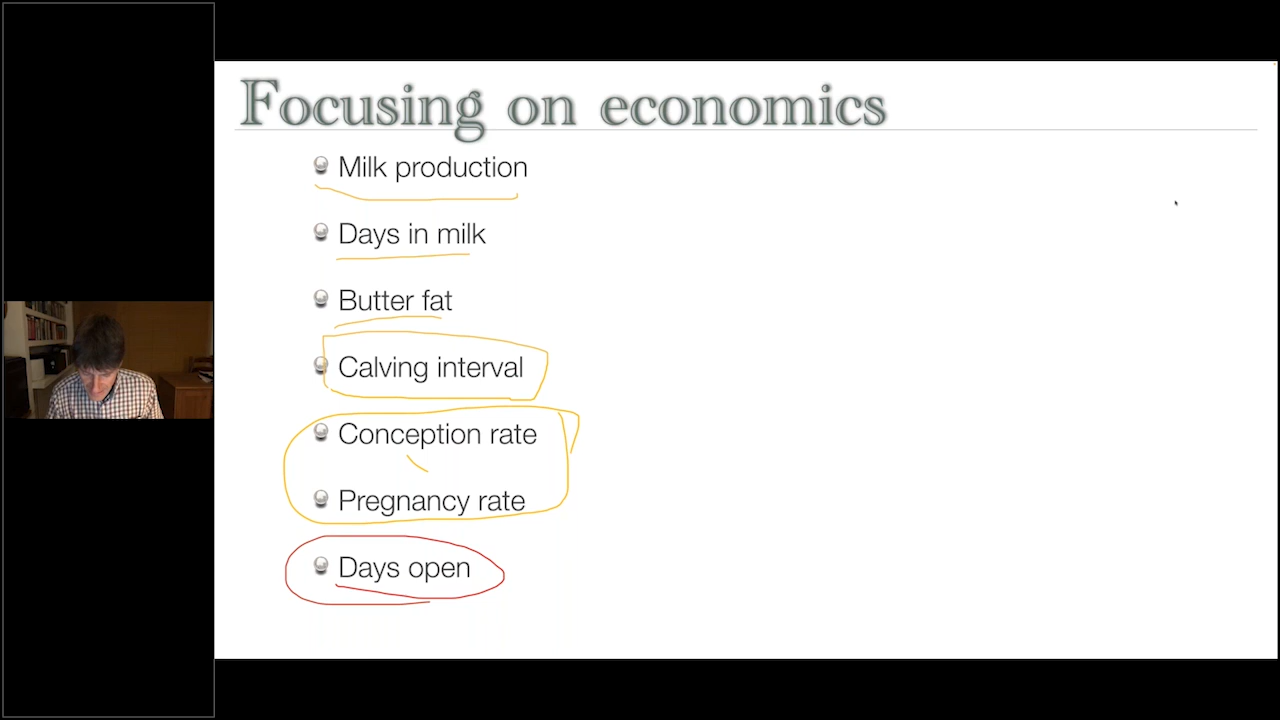 Focusing on economics
Milk production
Days in milk
Butter fat
Calving interval
Conception rate
Pregnancy rate
Days open